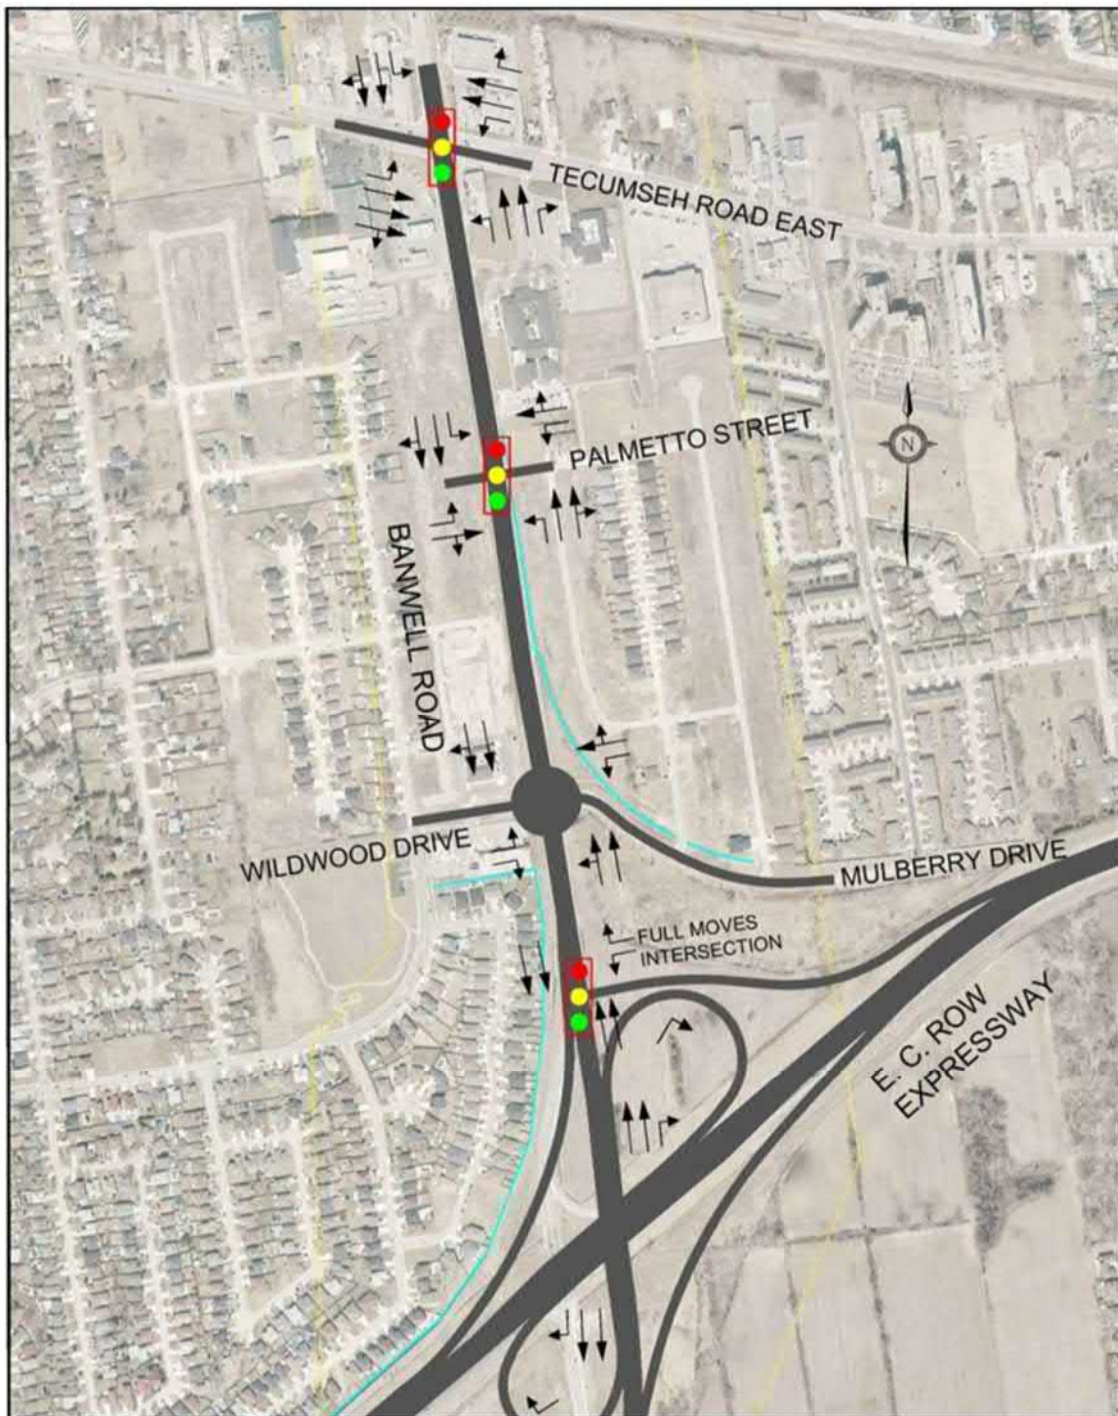 TECUMSEH ROAD EAST
PALMETTO STREET
N
BANWELL ROAD
WILDWOOD DRIVE
MULBERRY DRIVE
FULL MOVES
INTERSECTION
E. C. ROW
EXPRESSWAY